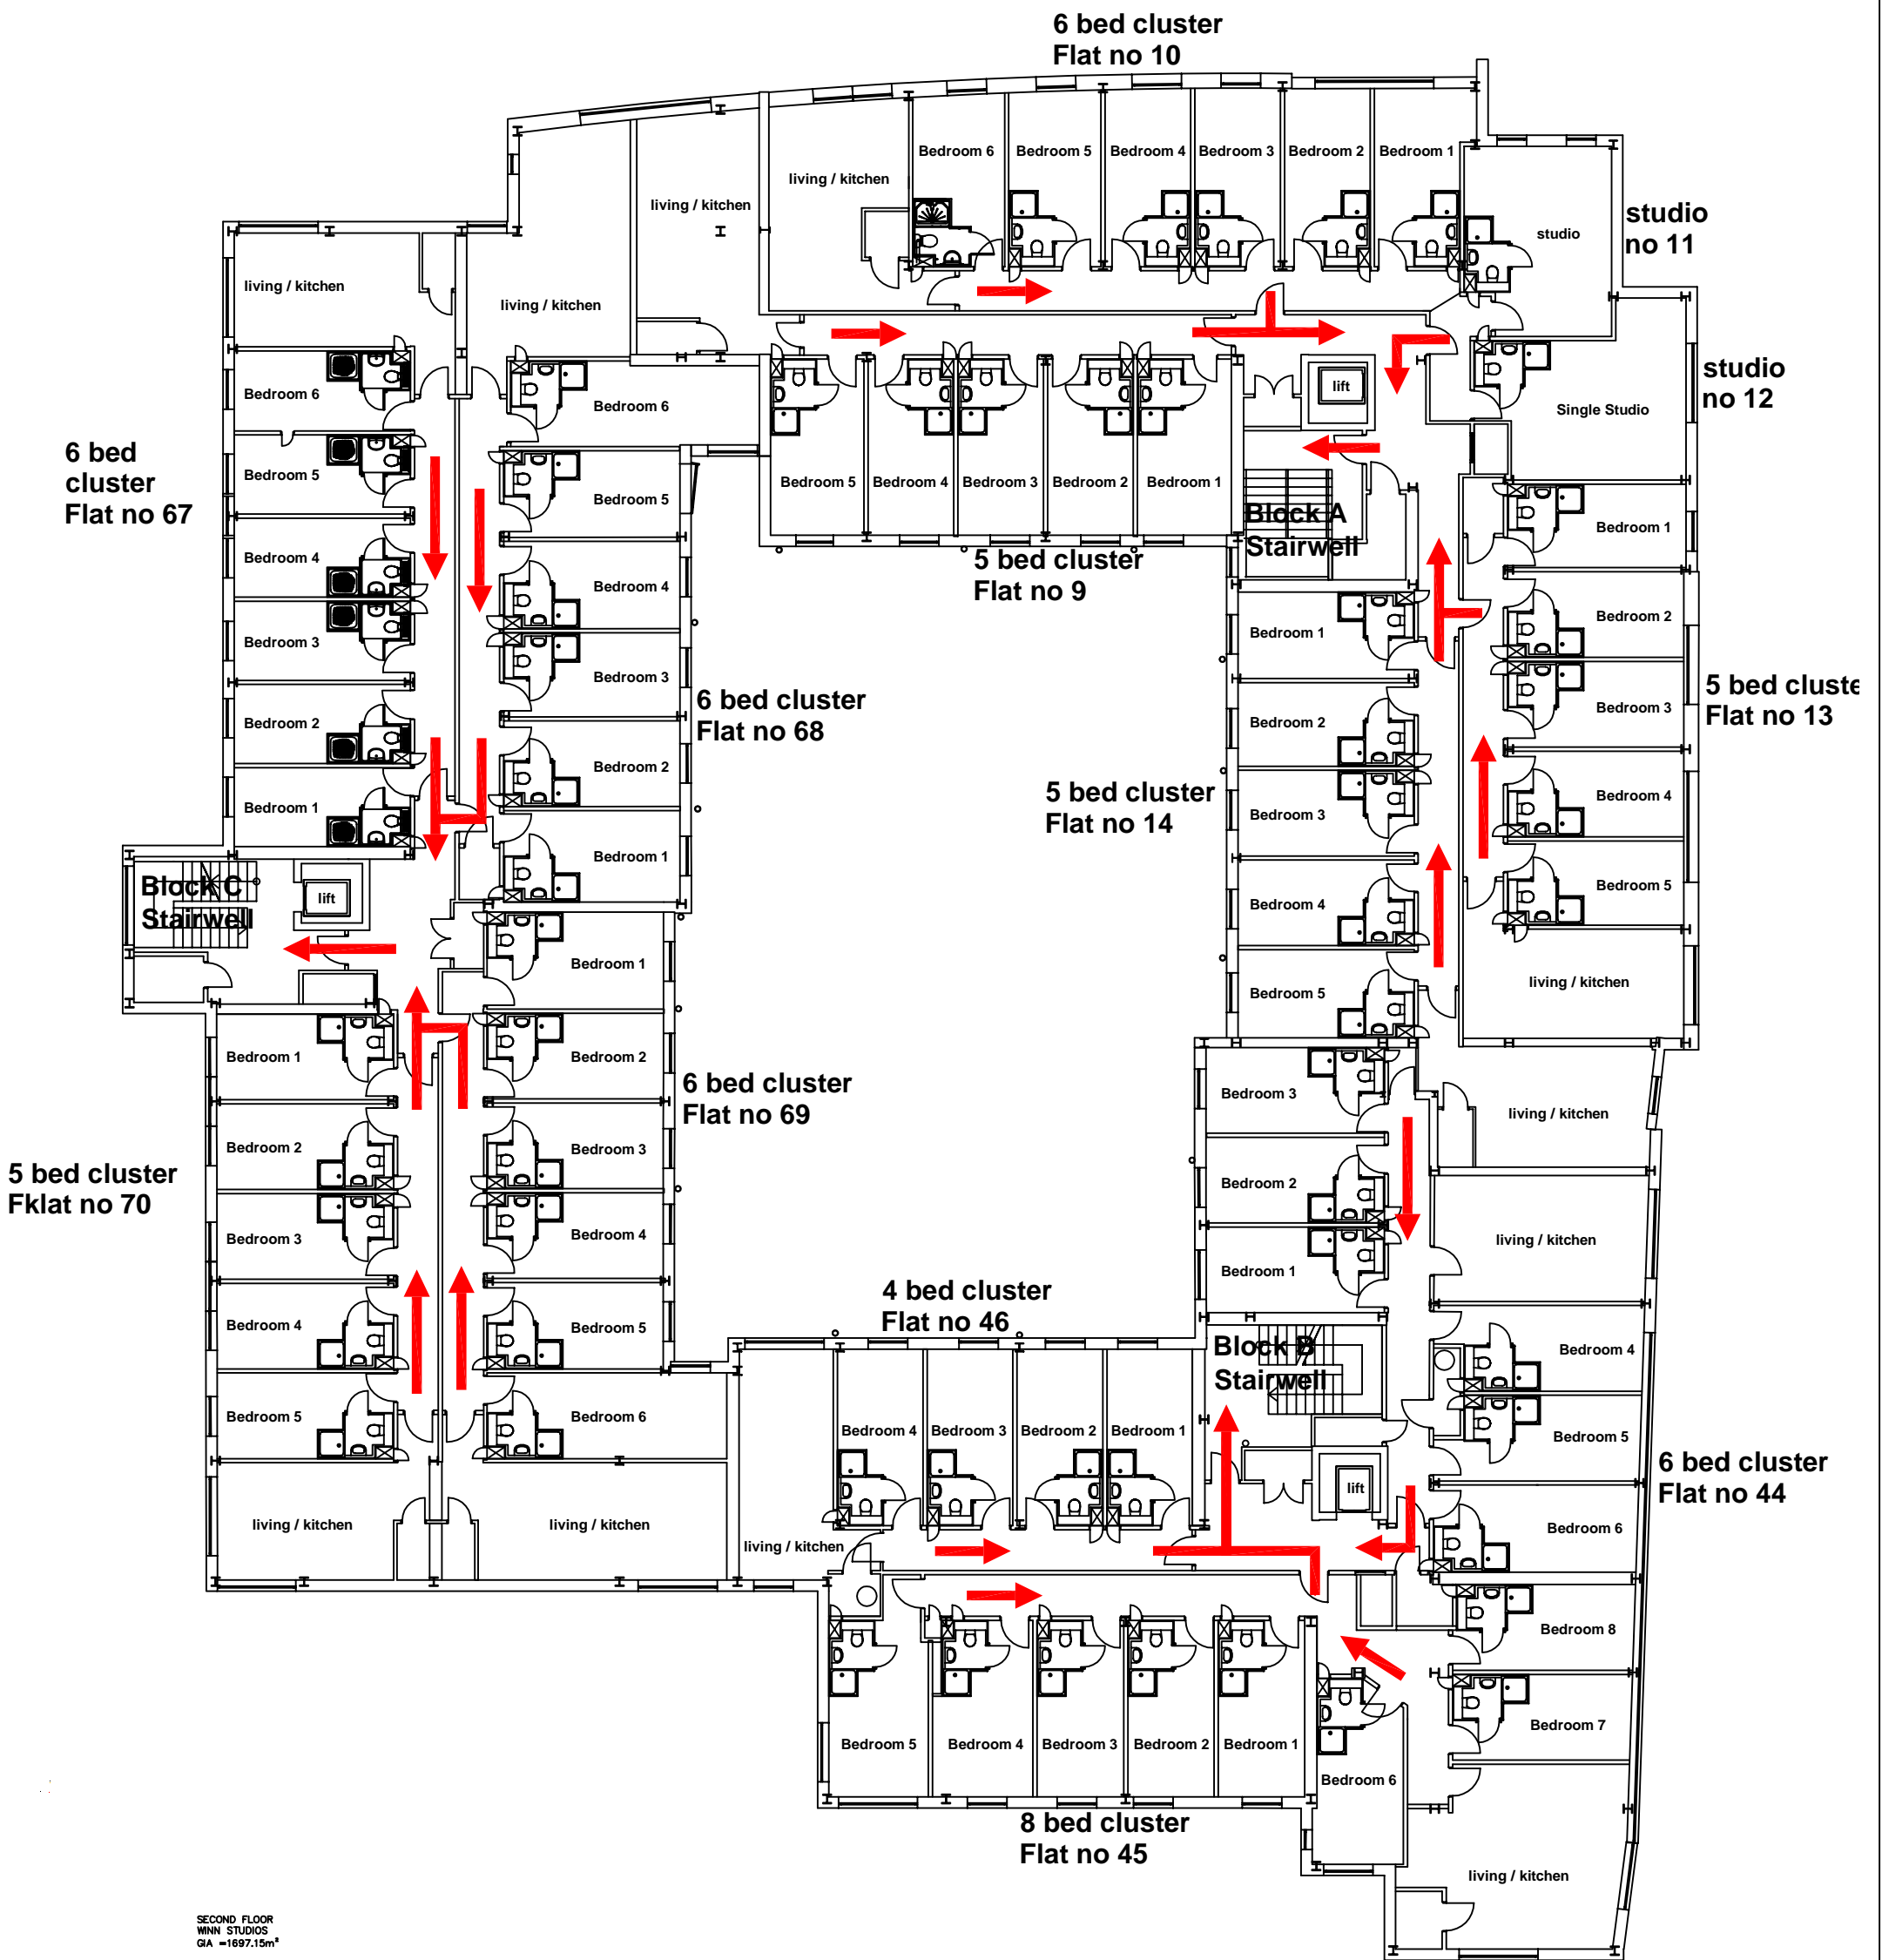 6 bed cluster
Flat no 10
Bedroom 6
Bedroom 5
Bedroom 4
Bedroom 3
Bedroom 2
Bedroom 1
living / kitchen
living / kitchen
studio
no 11
studio
living / kitchen
living / kitchen
lift
studio
no 12
Single Studio
Bedroom 6
Bedroom 6
6 bed
cluster
Flat no 67
Bedroom 5
Bedroom 5
Bedroom 5
Bedroom 4
Bedroom 3
Bedroom 2
Bedroom 1
Block A
Stairwell
Bedroom 1
5 bed cluster
Flat no 9
Bedroom 4
Bedroom 4
Bedroom 3
Bedroom 3
Bedroom 1
Bedroom 2
6 bed cluster
Flat no 68
Bedroom 2
Bedroom 2
Bedroom 2
Bedroom 3
5 bed cluste
Flat no 13
Bedroom 1
Bedroom 1
5 bed cluster
Flat no 14
Bedroom 3
Bedroom 4
Block C
Stairwell
lift
Bedroom 4
Bedroom 5
Bedroom 1
Bedroom 5
living / kitchen
Bedroom 1
Bedroom 2
6 bed cluster
Flat no 69
Bedroom 3
living / kitchen
5 bed cluster
Fklat no 70
Bedroom 2
Bedroom 3
Bedroom 2
Bedroom 3
Bedroom 4
Bedroom 1
living / kitchen
4 bed cluster
Flat no 46
Bedroom 4
Bedroom 5
Block B
Stairwell
Bedroom 4
Bedroom 5
Bedroom 6
Bedroom 4
Bedroom 3
Bedroom 2
Bedroom 1
Bedroom 5
6 bed cluster
Flat no 44
lift
living / kitchen
living / kitchen
living / kitchen
Bedroom 6
Bedroom 8
Bedroom 7
Bedroom 5
Bedroom 4
Bedroom 3
Bedroom 2
Bedroom 1
Bedroom 6
8 bed cluster
Flat no 45
living / kitchen
SECOND FLOOR
WINN STUDIOS
GIA =1697.15m²